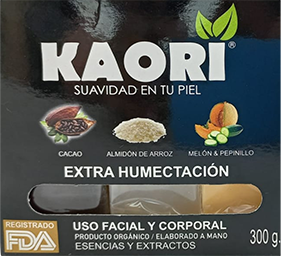 KAORI®
SUAVIDAD EN TU PIEL
CACAO
ALMIDÓN DE ARROZ
MELÓN & PEPINILLO
EXTRA HUMECTACIÓN
REGISTRADO
FDA
USO FACIAL Y CORPORAL
PRODUCTO ORGÁNICO / ELABORADO A MANO
ESENCIAS Y EXTRACTOS
300 g.